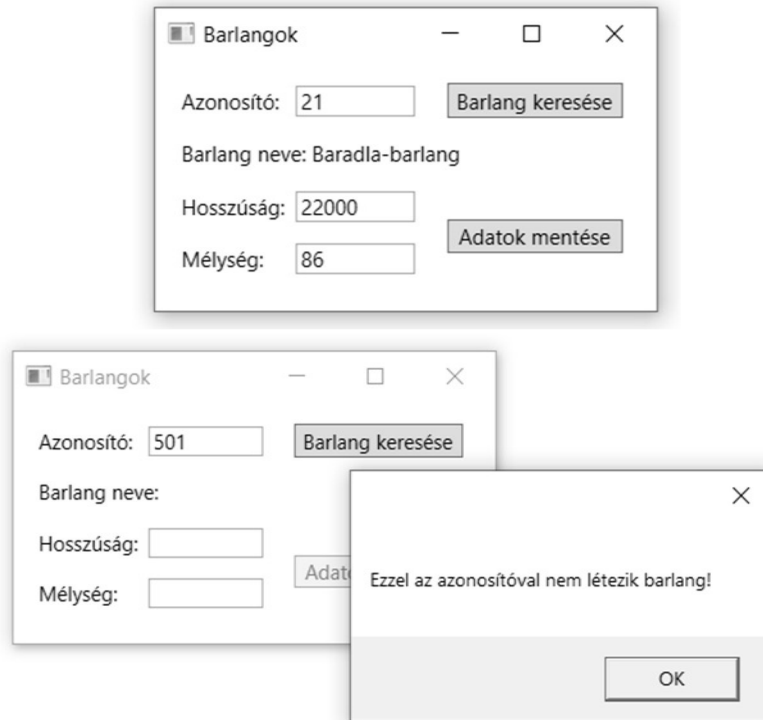 Barlangok
Azonosító: 21 Barlang keresése
Barlang neve: Baradla-barlang
Hosszúság: 22000
Adatok mentése
Mélység: 86
Barlangok
Azonosító: 501 Barlang keresése
Barlang neve:
Hosszúság:
Mélység:
Ezzel az azonosítóval nem létezik barlang!
OK